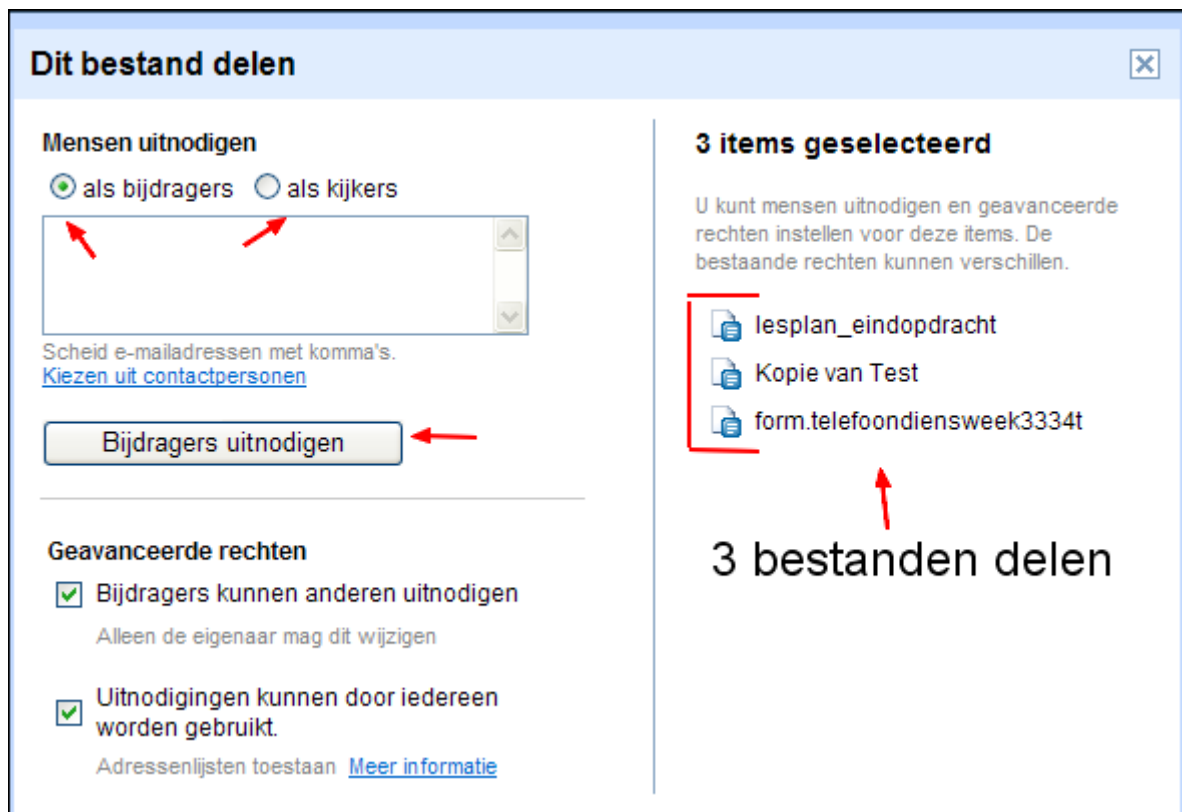 Dit bestand delen
Mensen uitnodigen
als bijdragers als kijkers
Scheid e-mailadressen met komma's.
Kiezen uit contactpersonen
Bijdragers uitnodigen
Geavanceerde rechten
Bijdragers kunnen anderen uitnodigen
Alleen de eigenaar mag dit wijzigen
Uitnodigingen kunnen door iedereen
worden gebruikt.
Adressenlijsten toestaan Meer informatie
3 items geselecteerd
U kunt mensen uitnodigen en geavanceerde
rechten instellen voor deze items. De
bestaande rechten kunnen verschillen.
lesplan_eindopdracht
Kopie van Test
form.telefoondiensweek3334t
3 bestanden delen